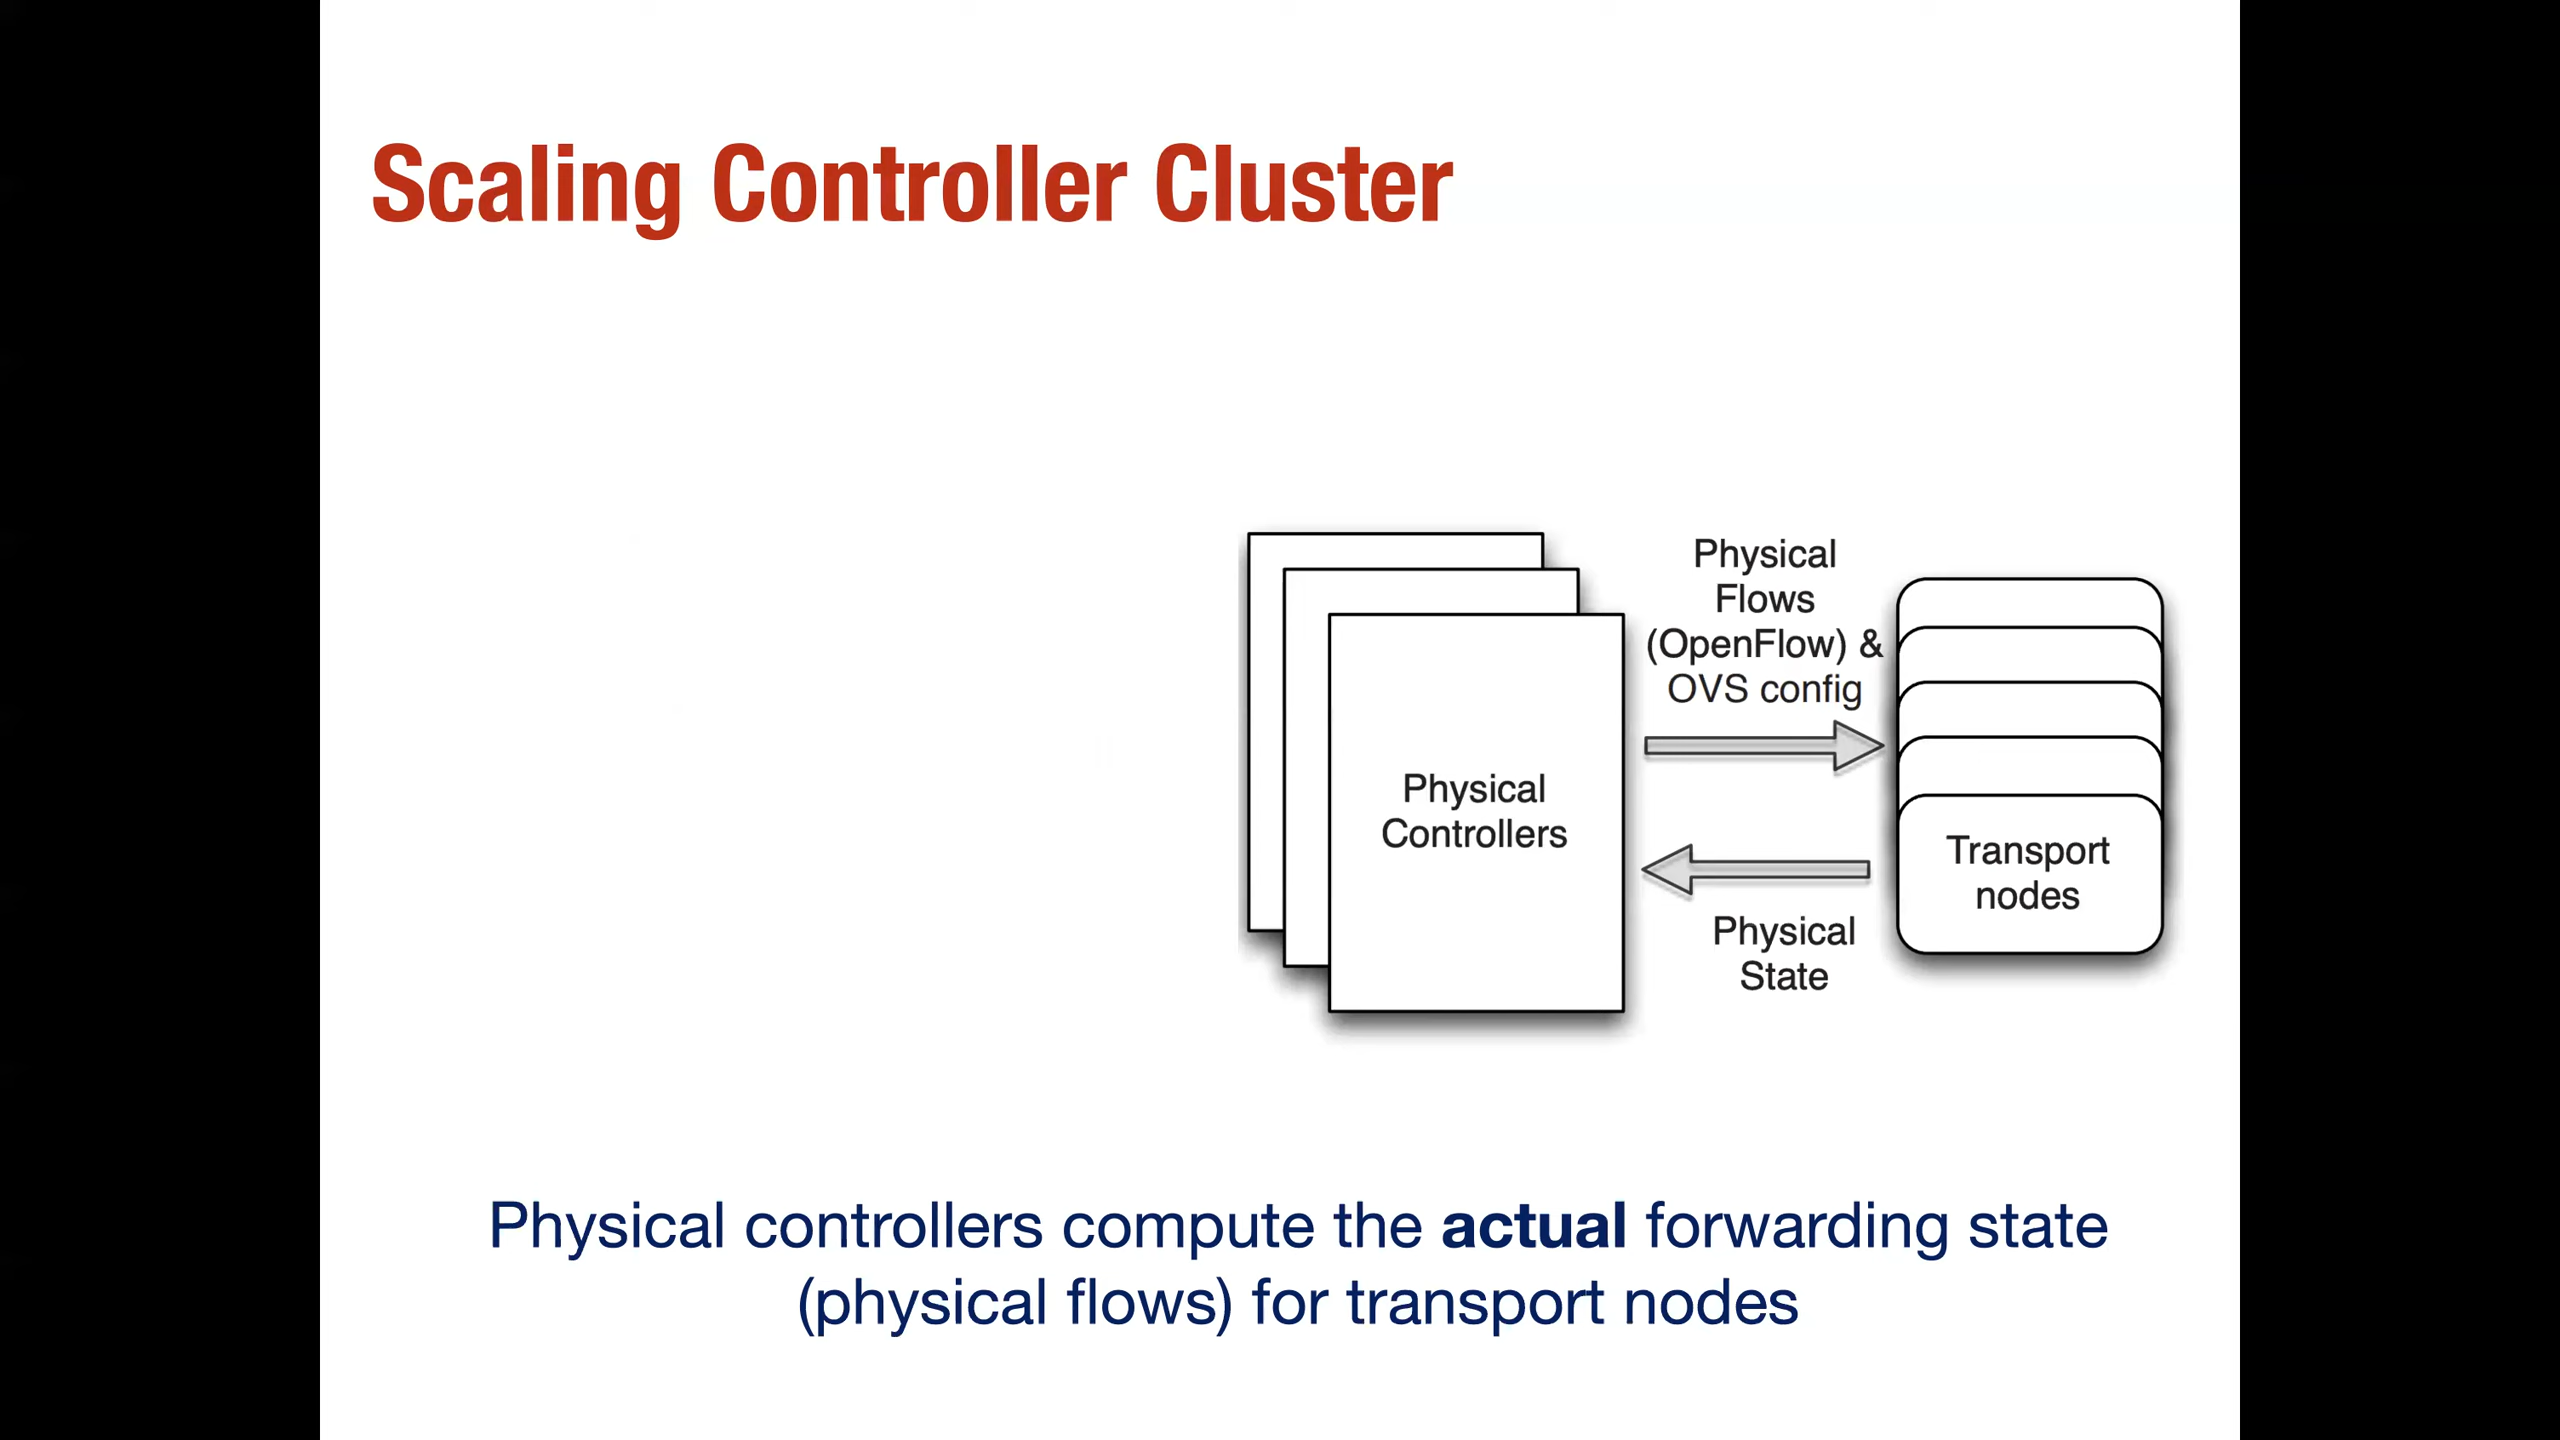 Scaling Controller Cluster
Physical
Flows
(OpenFlow) &
OVS config
Physical
Controllers
Transport
nodes
Physical
State
Physical controllers compute the actual forwarding state
(physical flows) for transport nodes